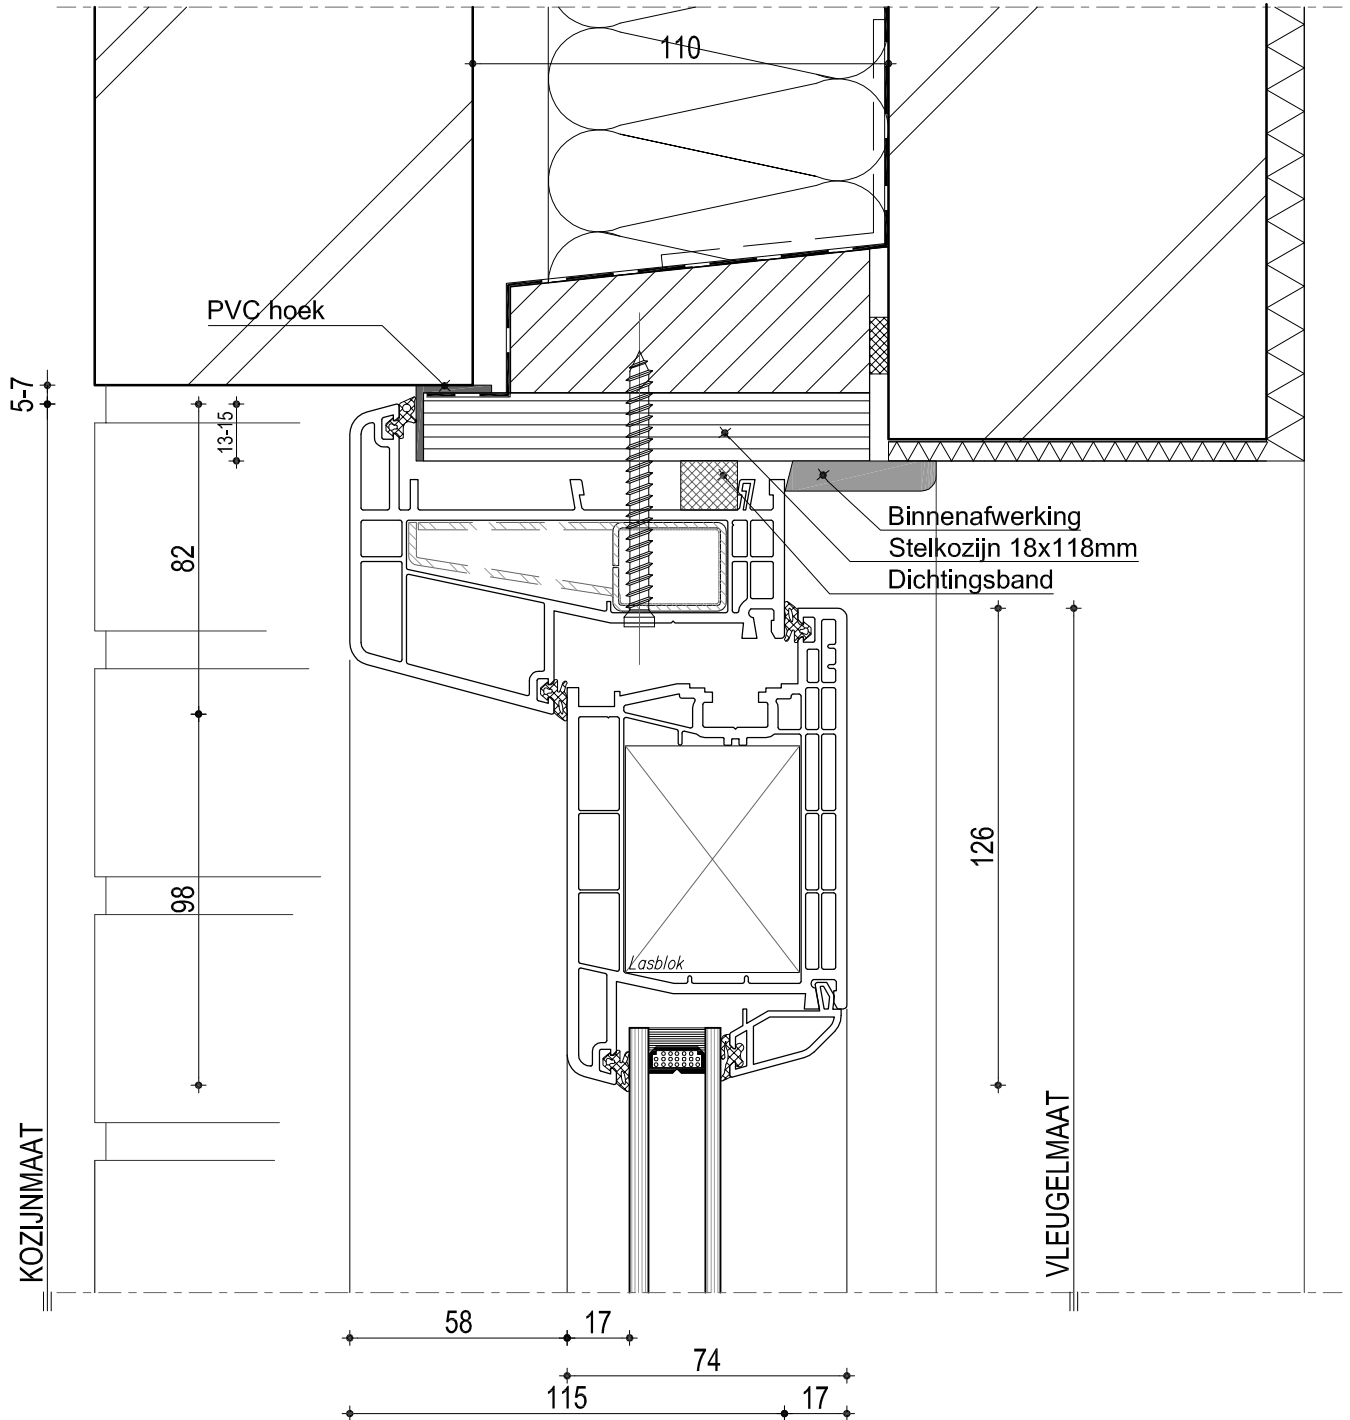 110
PVC hoek
5-7
13-15
Binnenafwerking
Stelkozijn 18x118mm
Dichtingsband
82
126
98
Lasblok
KOZIJNMAAT
VLEUGELMAAT
58
17
74
115
17